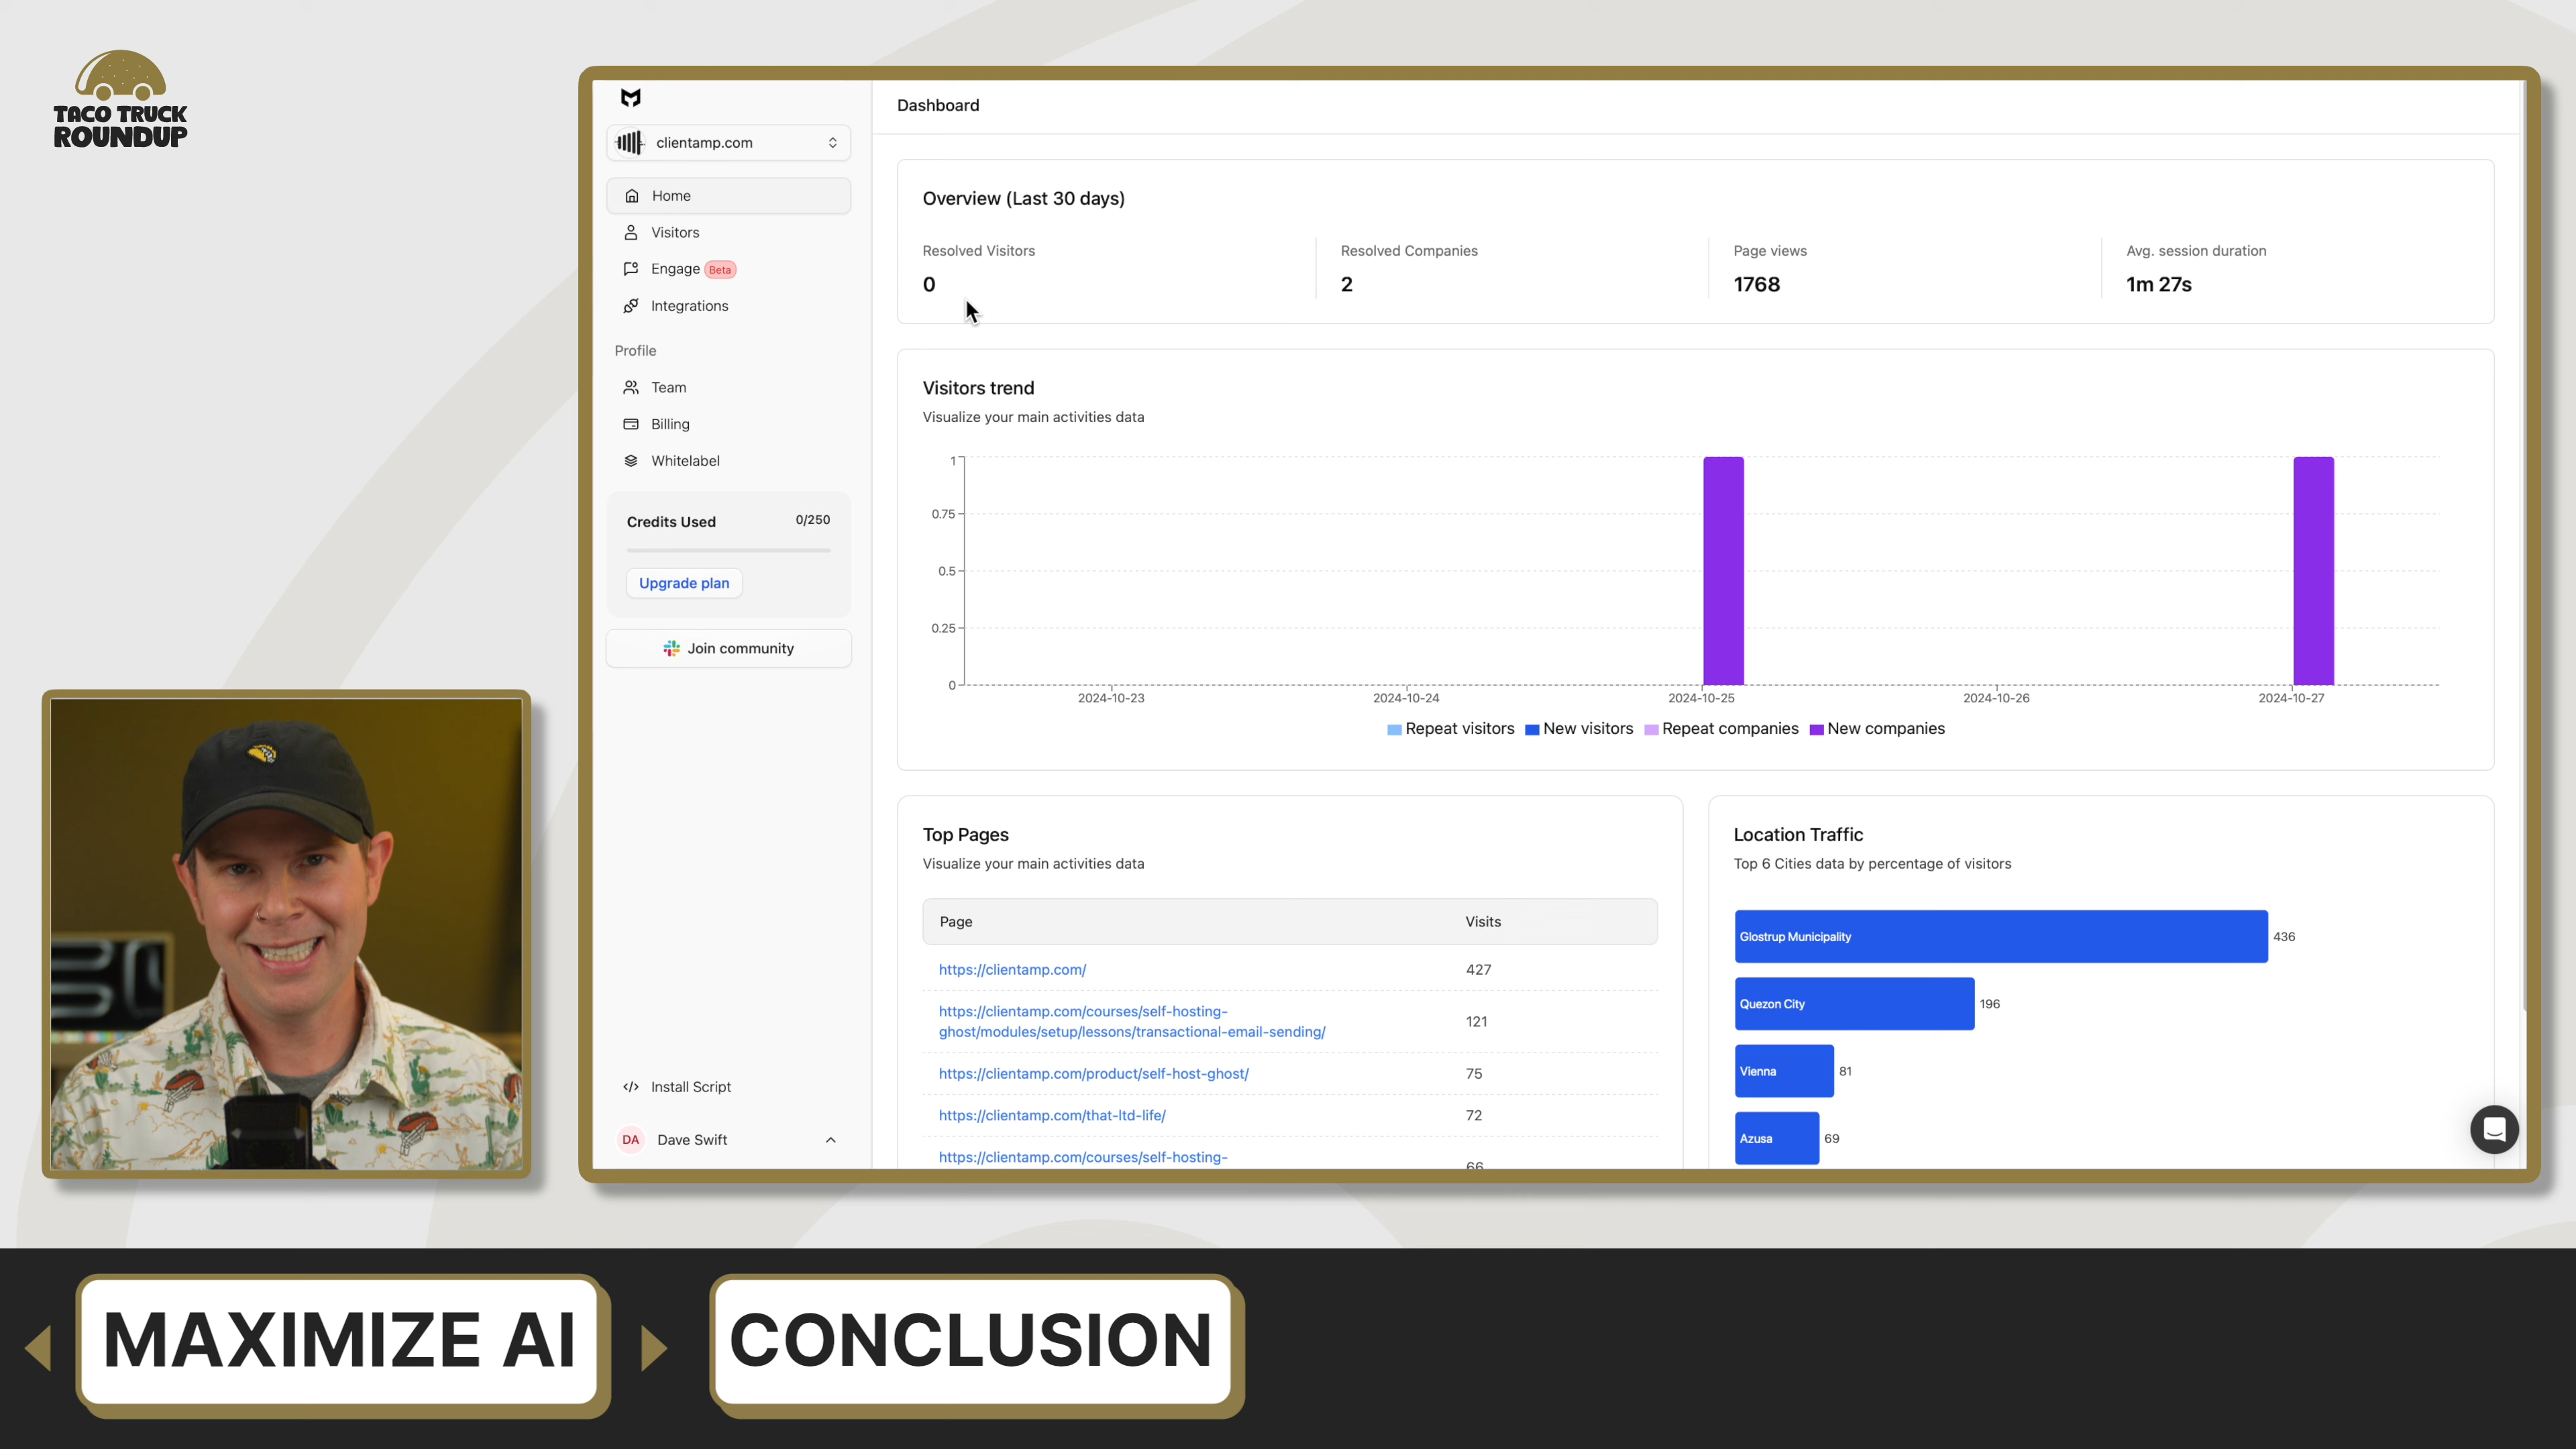 TACO TRUCK
ROUNDUP
clientamp.com
Home
Visitors
Engage Beta
Integrations
Profile
Team
Billing
Whitelabel
Credits Used 0/250
Upgrade plan
Join community
Install Script
DA Dave Swift
Dashboard
Overview (Last 30 days)
Resolved Visitors
0
Resolved Companies
2
Page views
1768
Avg. session duration
1m 27s
Visitors trend
Visualize your main activities data
1
0.75
0.5
0.25
0
2024-10-23 2024-10-24 2024-10-25 2024-10-26 2024-10-27
Repeat visitors New visitors Repeat companies New companies
Top Pages
Visualize your main activities data
Page Visits
https://clientamp.com/ 427
https://clientamp.com/courses/self-hosting-
ghost/modules/setup/lessons/transactional-email-sending/ 121
https://clientamp.com/product/self-host-ghost/ 75
https://clientamp.com/that-ltd-life/ 72
https://clientamp.com/courses/self-hosting-
66
Location Traffic
Top 6 Cities data by percentage of visitors
Glostrup Municipality 436
Quezon City 196
Vienna 81
Azusa 69
MAXIMIZE AI
CONCLUSION